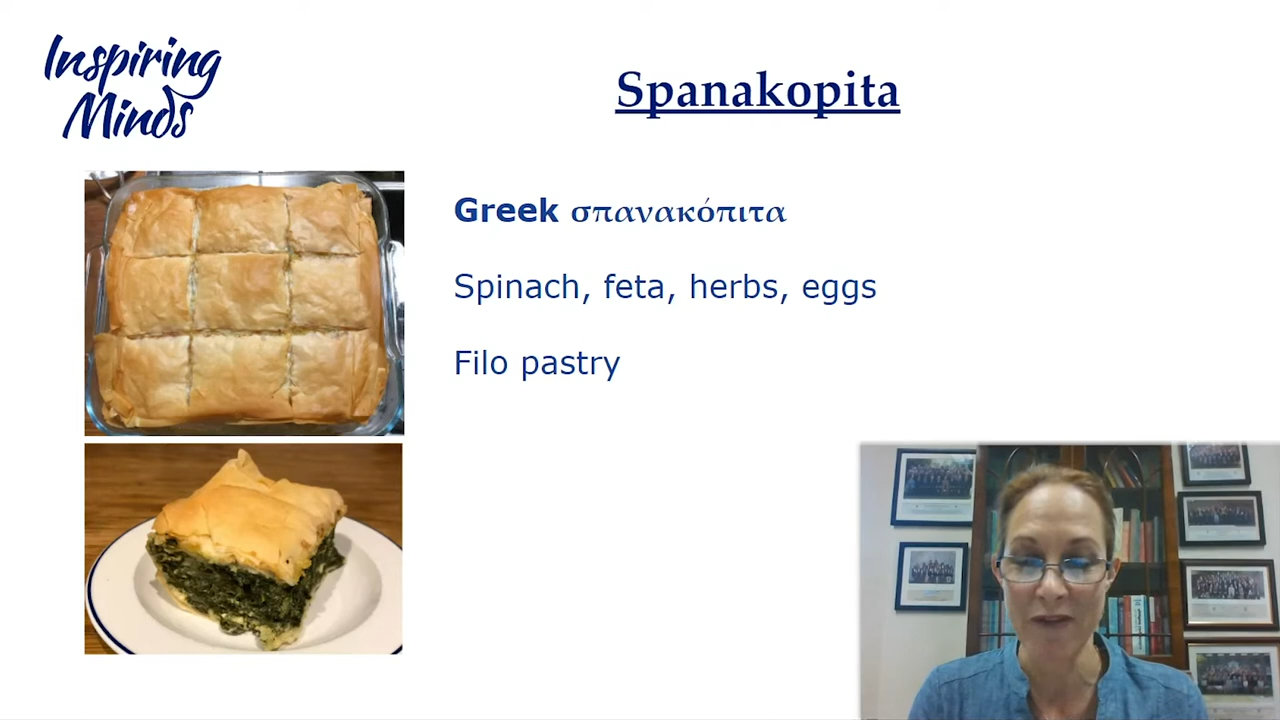 Inspiring
Minds
Spanakopita
Greek σπανακόπιτα
Spinach, feta, herbs, eggs
Filo pastry